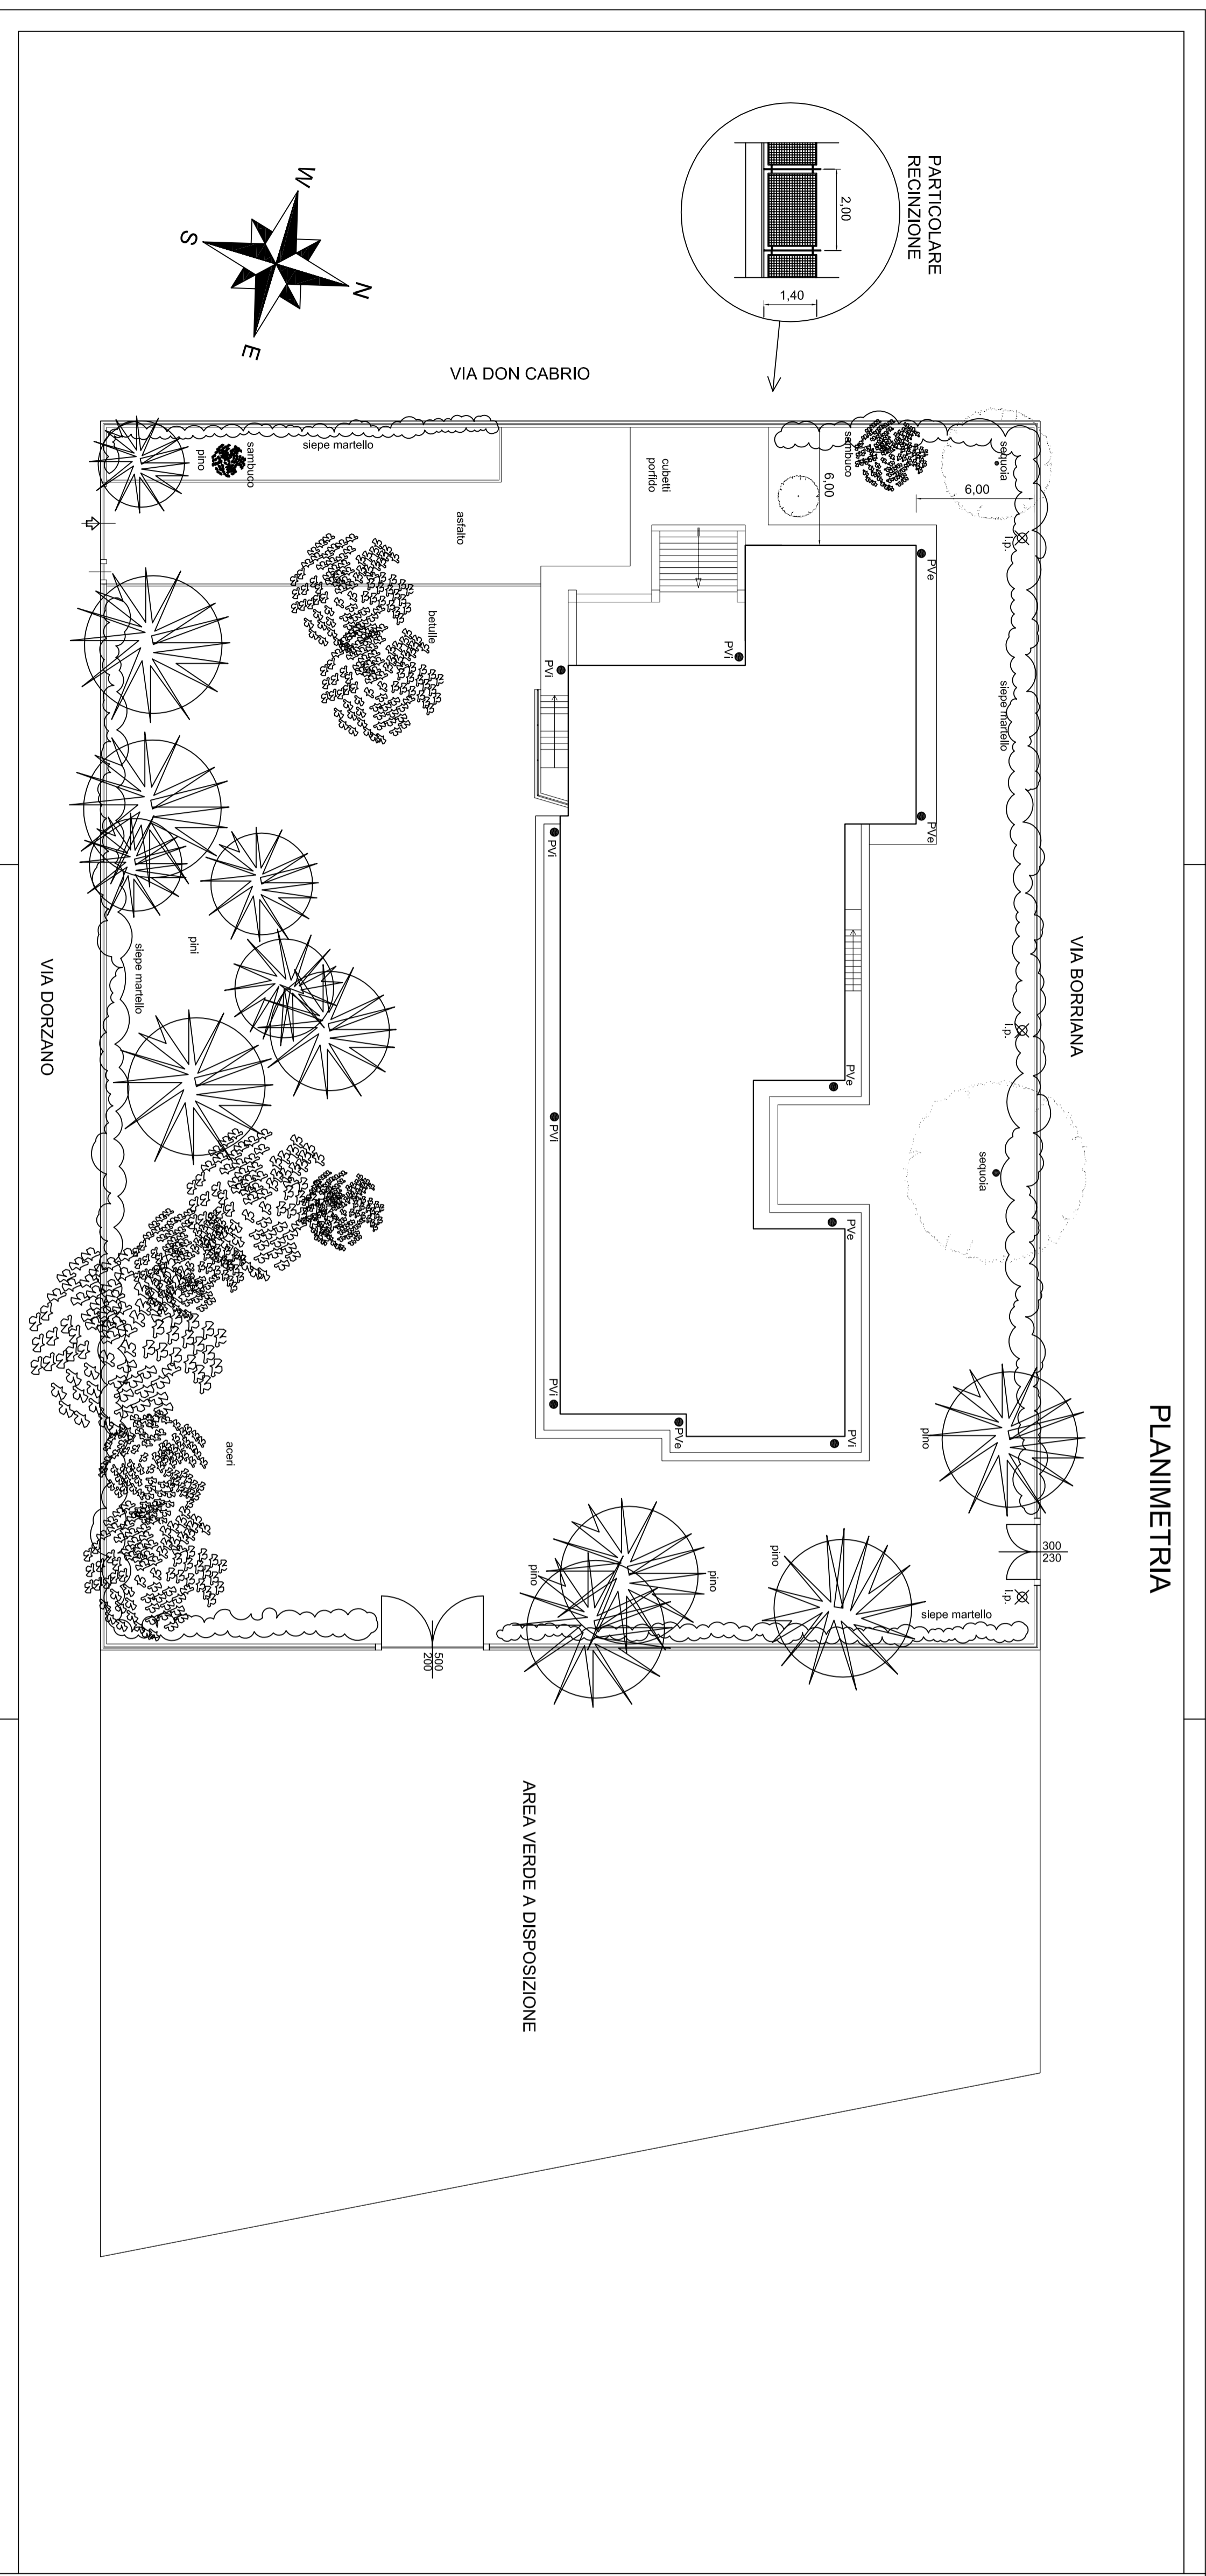 PLANIMETRIA
PARTICOLARE
RECINZIONE
2,00
1,40
W
S
N
E
VIA DON CABRIO
VIA BORRIANA
VIA DORZANO
siepe martello
sambuco
pino
cubetti
porfido
asfalto
betulle
6,00
sambuco
sequoia
6,00
i.p.
PVe
PVi
PVi
siepe martello
PVe
PVi
pini
siepe martello
i.p.
PVe
PVi
sequoia
PVe
PVi
PVe
PVi
aceri
pino
300
230
i.p.
pino
pino
pino
siepe martello
500
200
AREA VERDE A DISPOSIZIONE